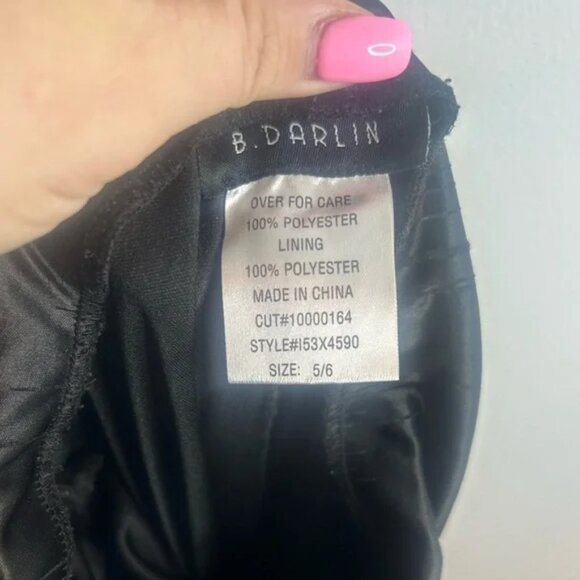 B.DARLIN
OVER FOR CARE
100% POLYESTER
LINING
100% POLYESTER
MADE IN CHINA
CUT#10000164
STYLE#I53X4590
SIZE: 5/6